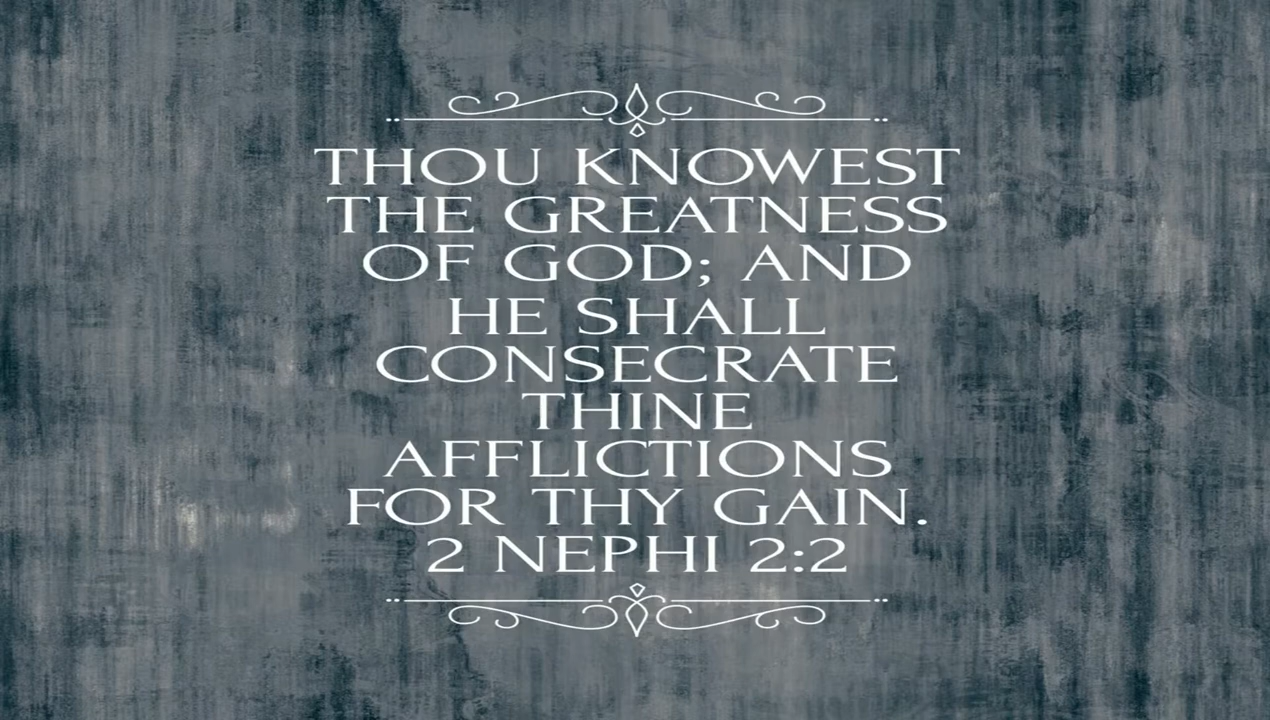 THOU KNOWEST
THE GREATNESS
OF GOD; AND
HE SHALL
CONSECRATE
THINE
AFFLICTIONS
FOR THY GAIN.
2 NEPHI 2:2